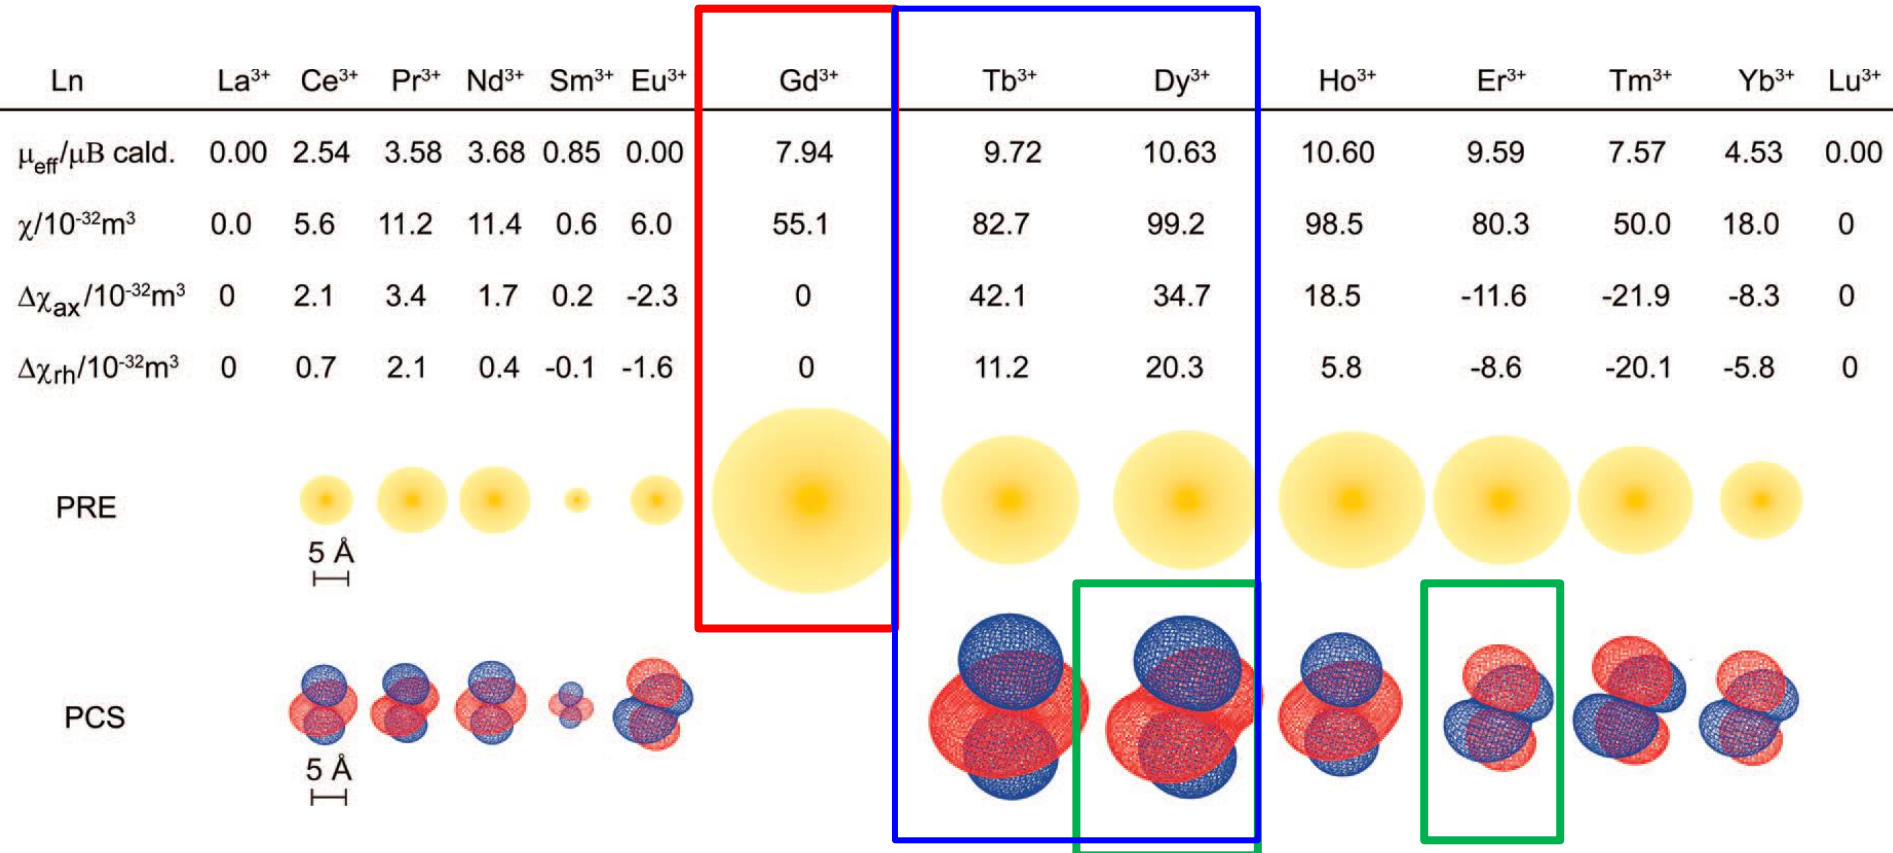 Ln La³⁺ Ce³⁺ Pr³⁺ Nd³⁺ Sm³⁺ Eu³⁺ Gd³⁺ Tb³⁺ Dy³⁺ Ho³⁺ Er³⁺ Tm³⁺ Yb³⁺ Lu³⁺
μeff/μB cald. 0.00 2.54 3.58 3.68 0.85 0.00 7.94 9.72 10.63 10.60 9.59 7.57 4.53 0.00
χ/10⁻³²m³ 0.0 5.6 11.2 11.4 0.6 6.0 55.1 82.7 99.2 98.5 80.3 50.0 18.0 0
Δχax/10⁻³²m³ 0 2.1 3.4 1.7 0.2 -2.3 0 42.1 34.7 18.5 -11.6 -21.9 -8.3 0
Δχrh/10⁻³²m³ 0 0.7 2.1 0.4 -0.1 -1.6 0 11.2 20.3 5.8 -8.6 -20.1 -5.8 0
PRE
5 Å
PCS
5 Å